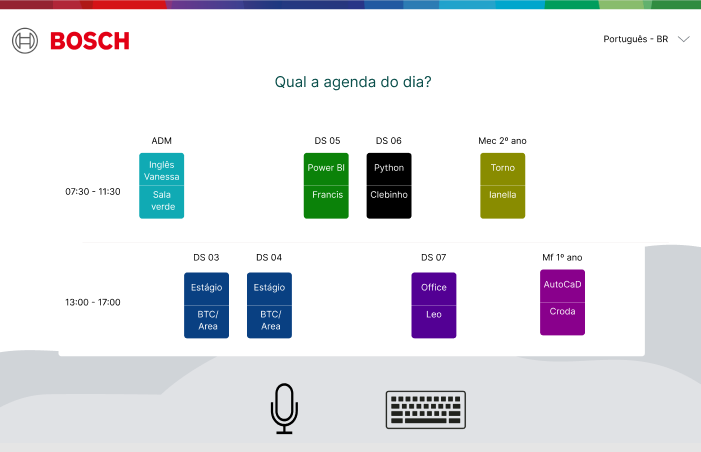 BOSCH
Português - BR
Qual a agenda do dia?
ADM
DS 05
DS 06
Mec 2º ano
07:30 - 11:30
Inglês
Vanessa
Sala
verde
Power BI
Francis
Python
Clebinho
Torno
Ianella
DS 03
DS 04
DS 07
Mf 1º ano
13:00 - 17:00
Estágio
BTC/
Area
Estágio
BTC/
Area
Office
Leo
AutoCaD
Croda